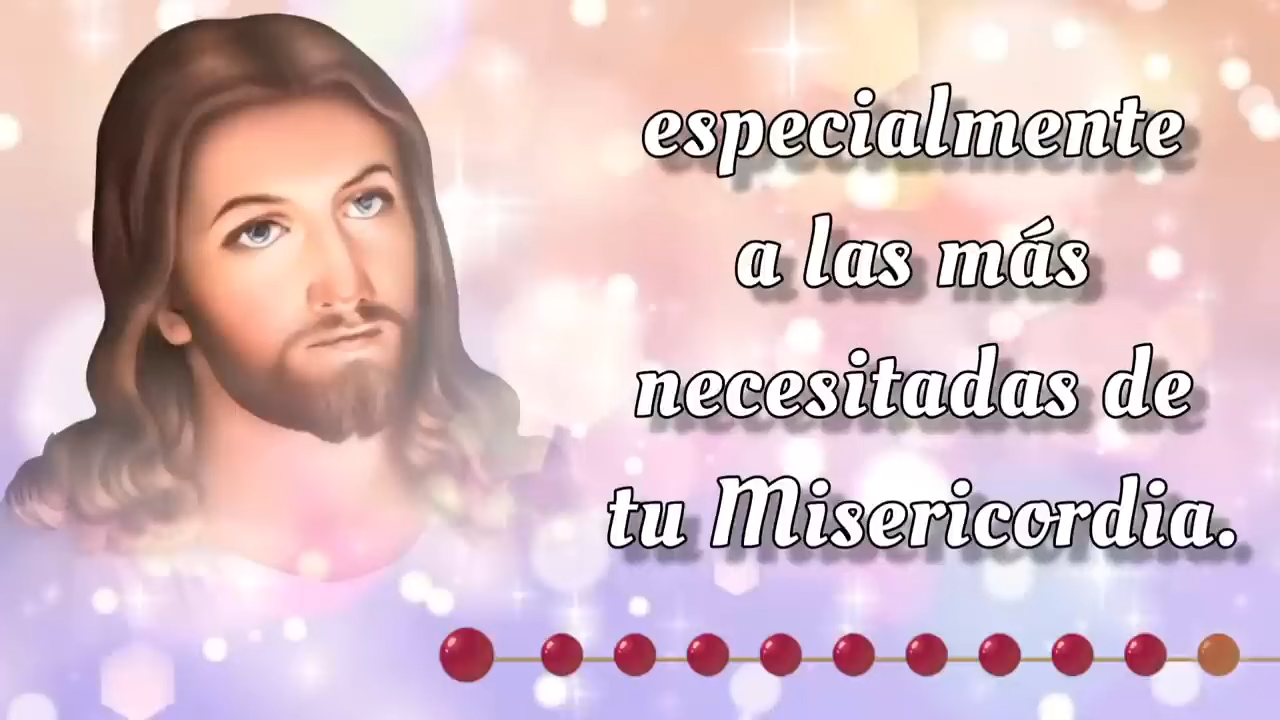 especialmente
a las más
necesitadas de
tu Misericordia.